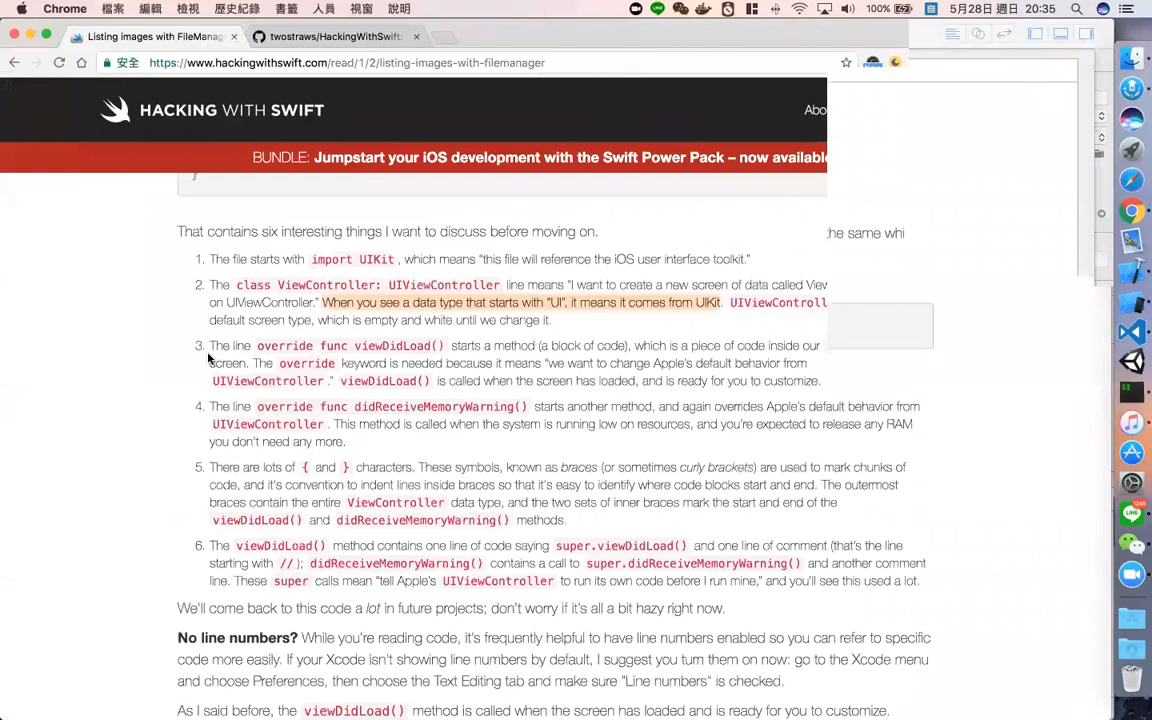 Chrome 檔案 編輯 檢視 歷史紀錄 書籤 人員 視窗 說明 100% 5月28日 週日 20:35
Listing images with FileManag × twostraws/HackingWithSwift: ×
安全 https://www.hackingwithswift.com/read/1/2/listing-images-with-filemanager
HACKING WITH SWIFT Abo
BUNDLE: Jumpstart your iOS development with the Swift Power Pack – now available
}
That contains six interesting things I want to discuss before moving on.
the same whi
1. The file starts with import UIKit, which means “this file will reference the iOS user interface toolkit.”
2. The class ViewController: UIViewController line means “I want to create a new screen of data called View
on UIViewController.” When you see a data type that starts with “UI”, it means it comes from UIKit. UIViewControll
default screen type, which is empty and white until we change it.
3. The line override func viewDidLoad() starts a method (a block of code), which is a piece of code inside our
screen. The override keyword is needed because it means “we want to change Apple’s default behavior from
UIViewController.” viewDidLoad() is called when the screen has loaded, and is ready for you to customize.
4. The line override func didReceiveMemoryWarning() starts another method, and again overrides Apple’s default behavior from
UIViewController. This method is called when the system is running low on resources, and you’re expected to release any RAM
you don’t need any more.
5. There are lots of { and } characters. These symbols, known as braces (or sometimes curly brackets) are used to mark chunks of
code, and it’s convention to indent lines inside braces so that it’s easy to identify where code blocks start and end. The outermost
braces contain the entire ViewController data type, and the two sets of inner braces mark the start and end of the
viewDidLoad() and didReceiveMemoryWarning() methods.
6. The viewDidLoad() method contains one line of code saying super.viewDidLoad() and one line of comment (that’s the line
starting with //); didReceiveMemoryWarning() contains a call to super.didReceiveMemoryWarning() and another comment
line. These super calls mean “tell Apple’s UIViewController to run its own code before I run mine,” and you’ll see this used a lot.
We’ll come back to this code a lot in future projects; don’t worry if it’s all a bit hazy right now.
No line numbers? While you’re reading code, it’s frequently helpful to have line numbers enabled so you can refer to specific
code more easily. If your Xcode isn't showing line numbers by default, I suggest you turn them on now: go to the Xcode menu
and choose Preferences, then choose the Text Editing tab and make sure "Line numbers" is checked.
As I said before, the viewDidLoad() method is called when the screen has loaded and is ready for you to customize.